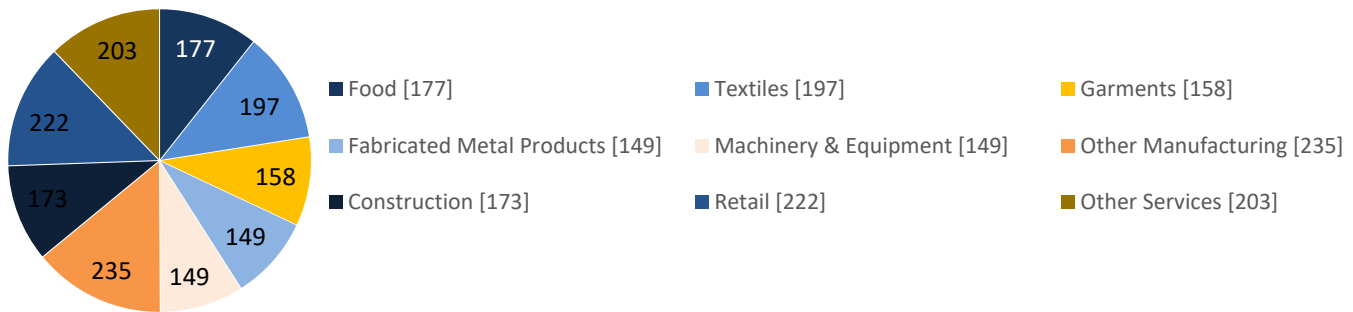 203
177
222
197
173
158
235
149
149
Food [177]
Textiles [197]
Garments [158]
Fabricated Metal Products [149]
Machinery & Equipment [149]
Other Manufacturing [235]
Construction [173]
Retail [222]
Other Services [203]